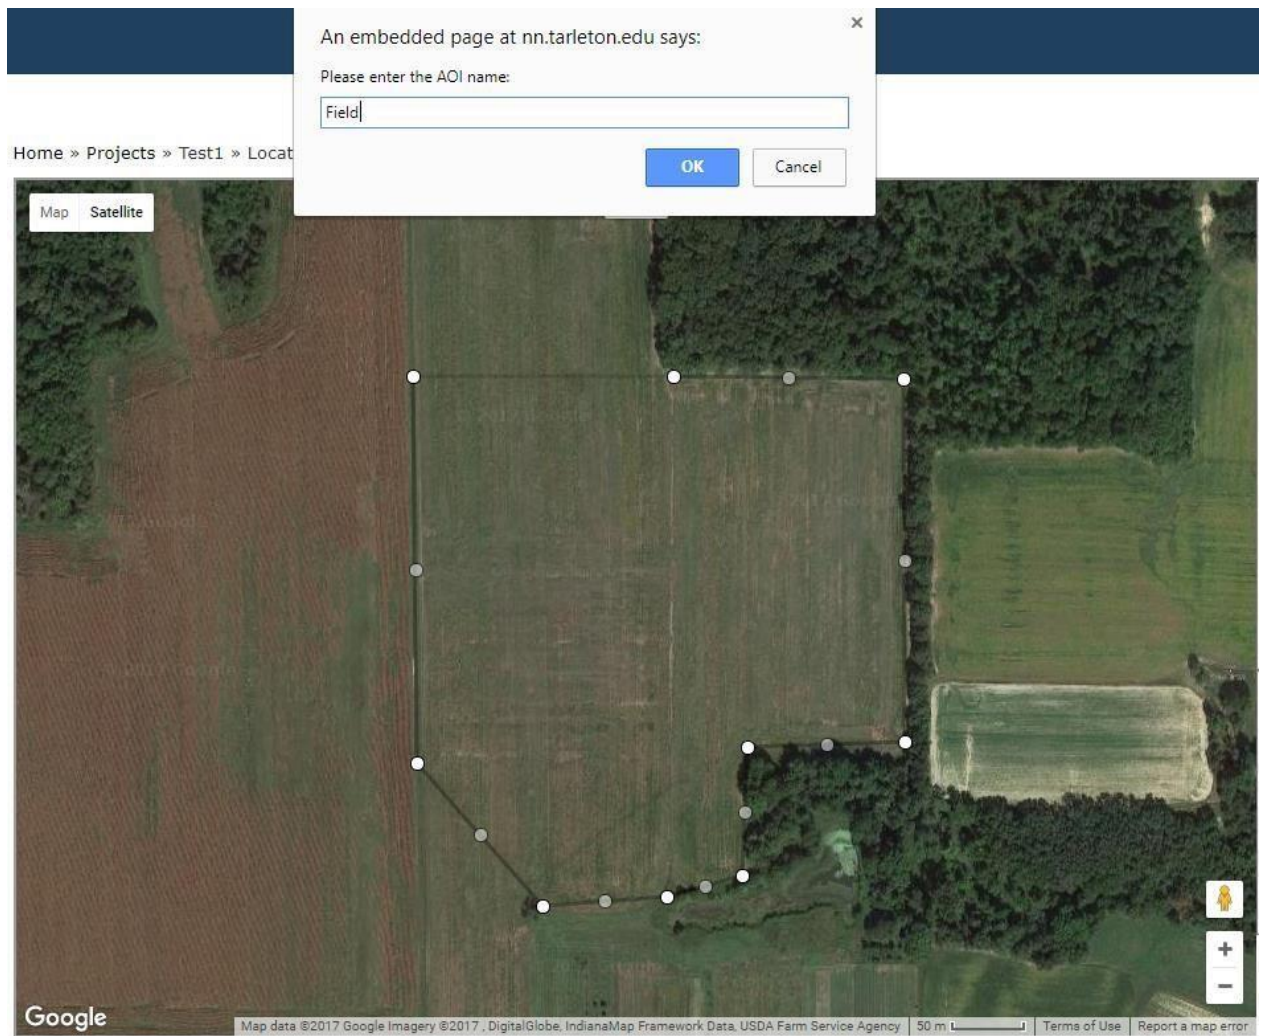 An embedded page at nn.tarleton.edu says:
×
Please enter the AOI name:
Field
OK Cancel
Home » Projects » Test1 » Locat
Map Satellite
+
−
Google
Map data ©2017 Google Imagery ©2017 , DigitalGlobe, IndianaMap Framework Data, USDA Farm Service Agency 50 m Terms of Use Report a map error